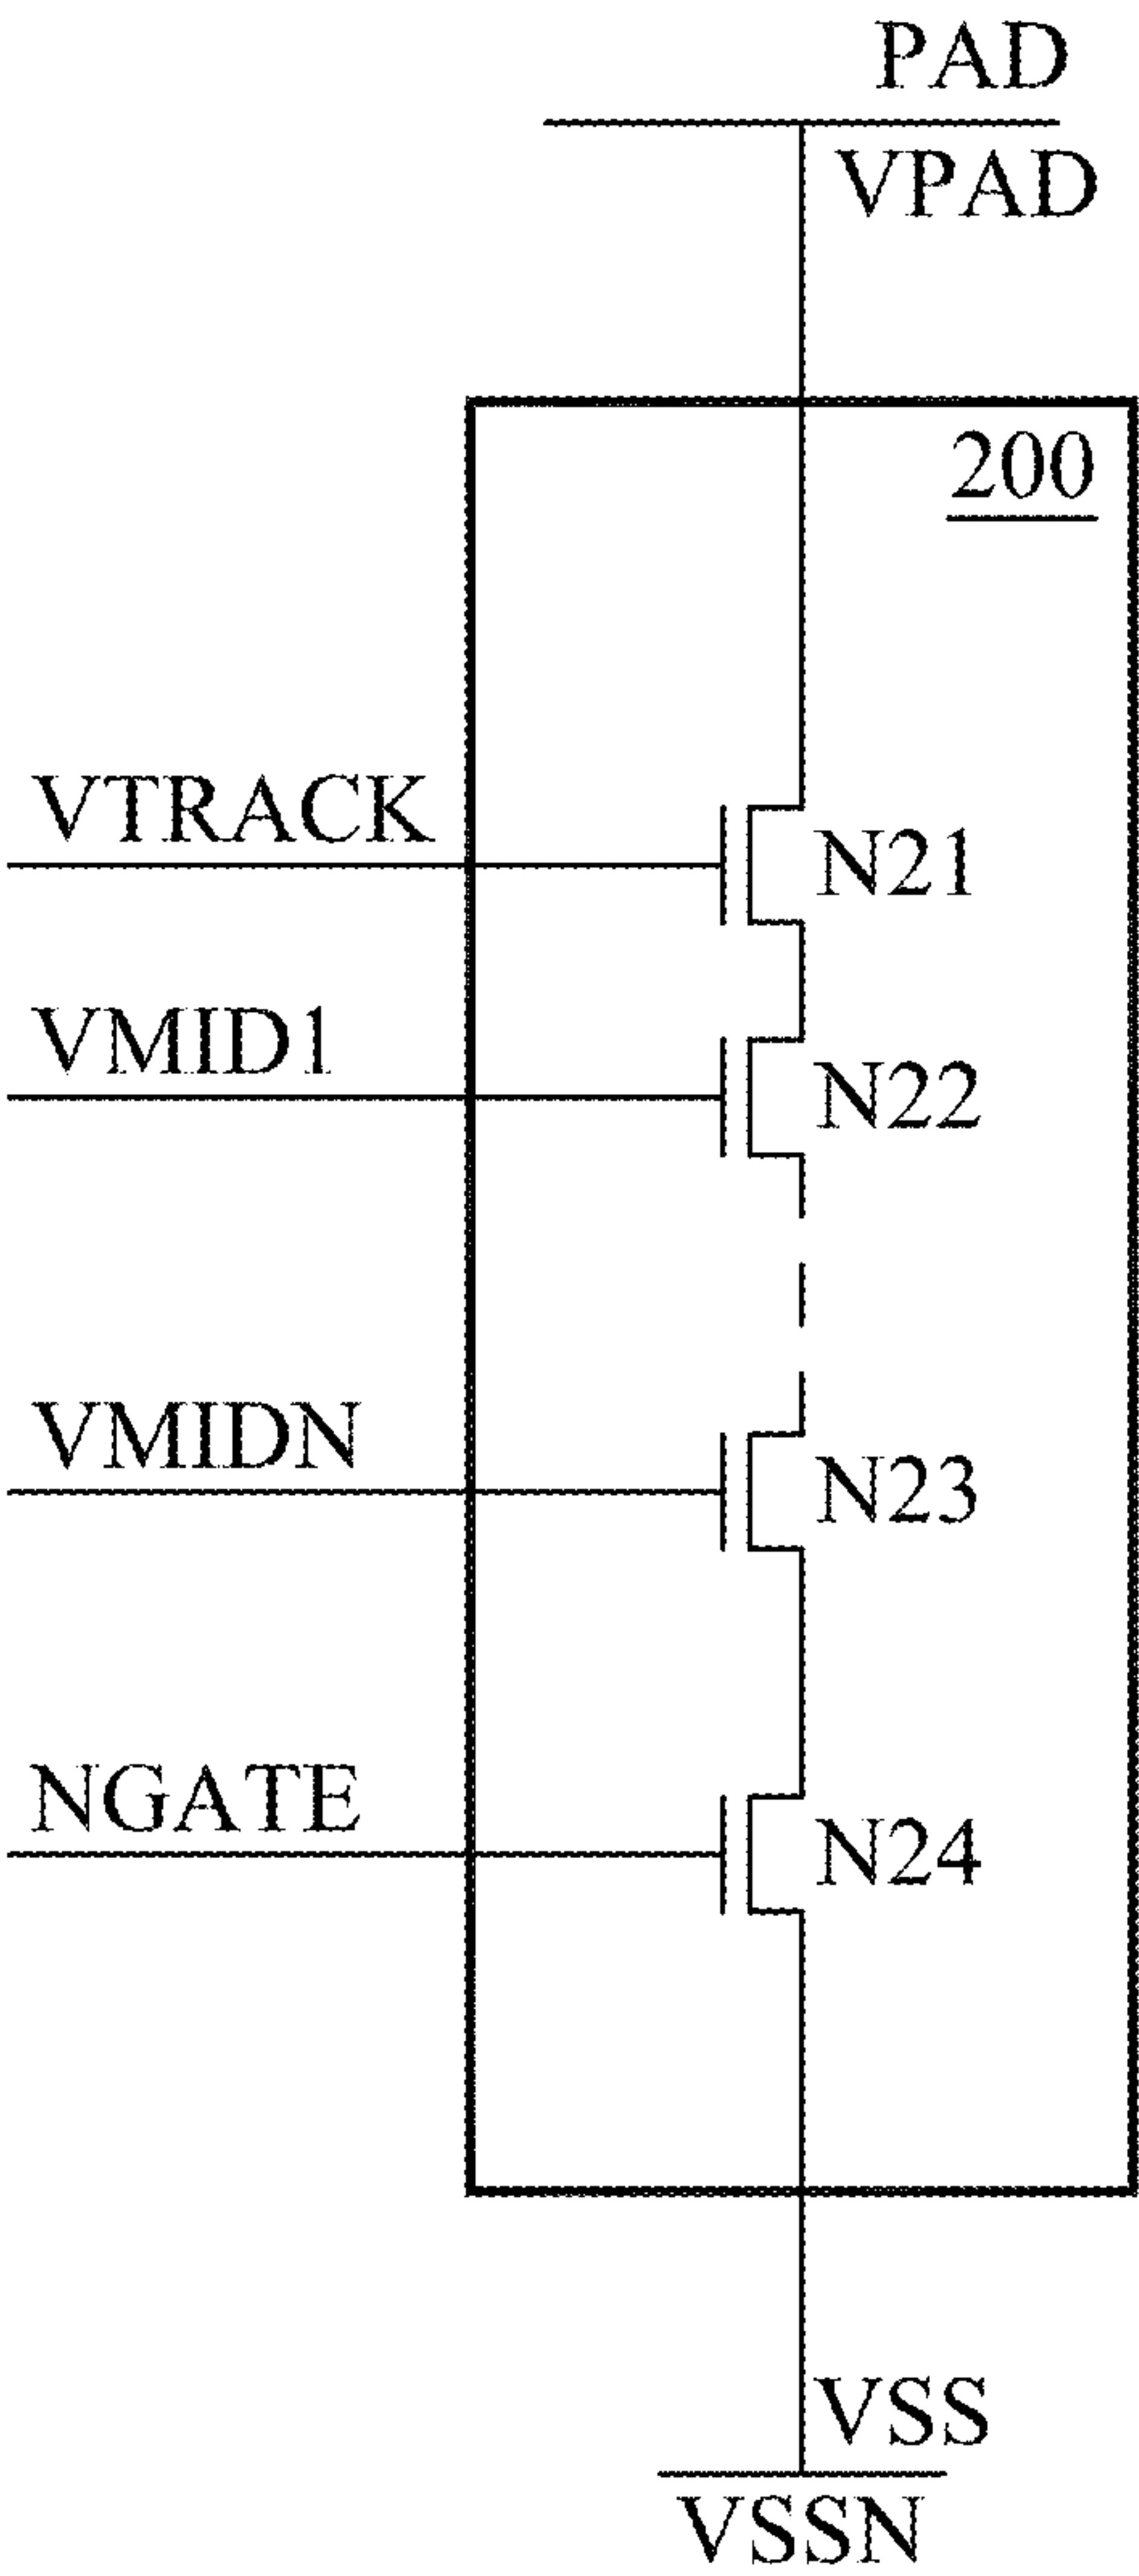 PAD
VPAD
200
VTRACK
N21
VMID1
N22
VMIDN
N23
NGATE
N24
VSS
VSSN